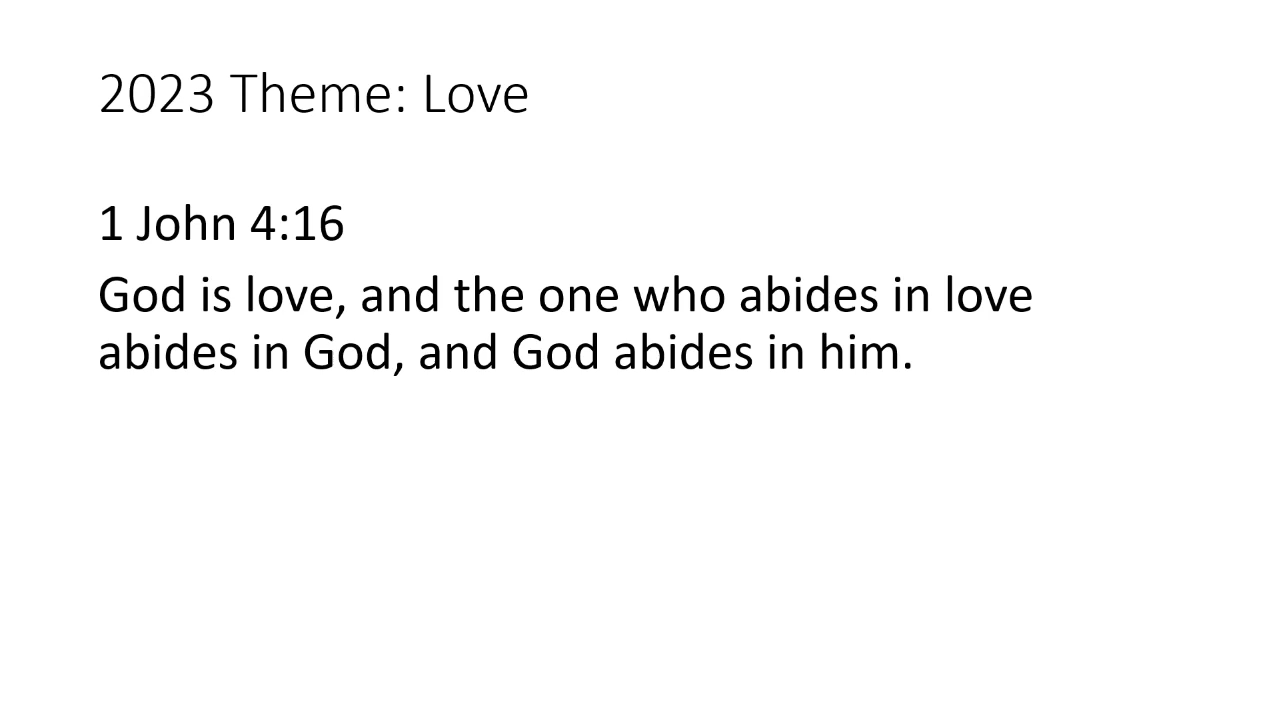 2023 Theme: Love
1 John 4:16
God is love, and the one who abides in love
abides in God, and God abides in him.